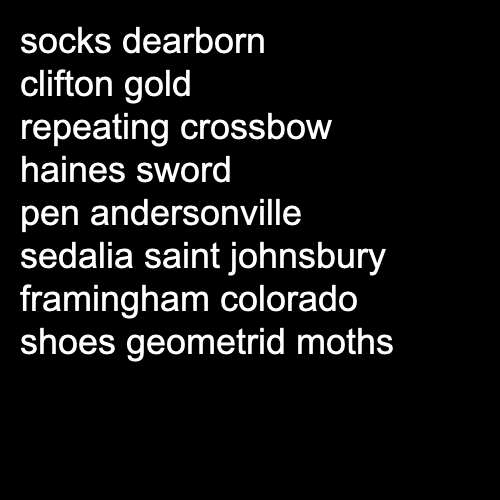 socks dearborn
clifton gold
repeating crossbow
haines sword
pen andersonville
sedalia saint johnsbury
framingham colorado
shoes geometrid moths